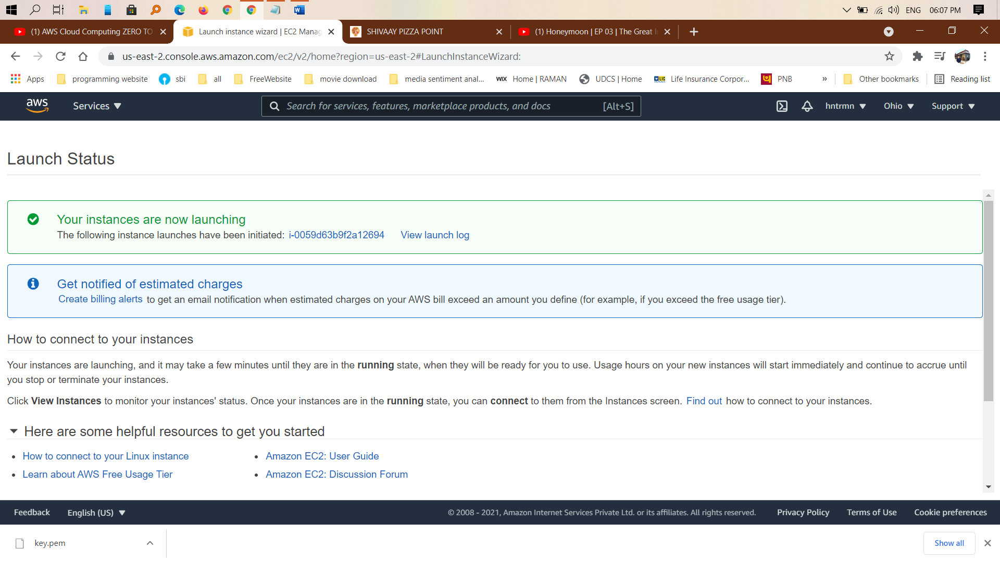 ENG 06:07 PM
(1) AWS Cloud Computing ZERO TO
Launch instance wizard | EC2 Manag
SHIVAAY PIZZA POINT
(1) Honeymoon | EP 03 | The Great I
us-east-2.console.aws.amazon.com/ec2/v2/home?region=us-east-2#LaunchInstanceWizard:
Apps programming website sbi all FreeWebsite movie download media sentiment anal... WIX Home | RAMAN UDCS | Home LIC Life Insurance Corpor... PNB » Other bookmarks Reading list
aws Services Search for services, features, marketplace products, and docs [Alt+S] hntrmn Ohio Support
Launch Status
Your instances are now launching
The following instance launches have been initiated: i-0059d63b9f2a12694 View launch log
Get notified of estimated charges
Create billing alerts to get an email notification when estimated charges on your AWS bill exceed an amount you define (for example, if you exceed the free usage tier).
How to connect to your instances
Your instances are launching, and it may take a few minutes until they are in the running state, when they will be ready for you to use. Usage hours on your new instances will start immediately and continue to accrue until
you stop or terminate your instances.
Click View Instances to monitor your instances' status. Once your instances are in the running state, you can connect to them from the Instances screen. Find out how to connect to your instances.
Here are some helpful resources to get you started
• How to connect to your Linux instance
• Amazon EC2: User Guide
• Learn about AWS Free Usage Tier
• Amazon EC2: Discussion Forum
Feedback English (US) © 2008 - 2021, Amazon Internet Services Private Ltd. or its affiliates. All rights reserved. Privacy Policy Terms of Use Cookie preferences
key.pem Show all